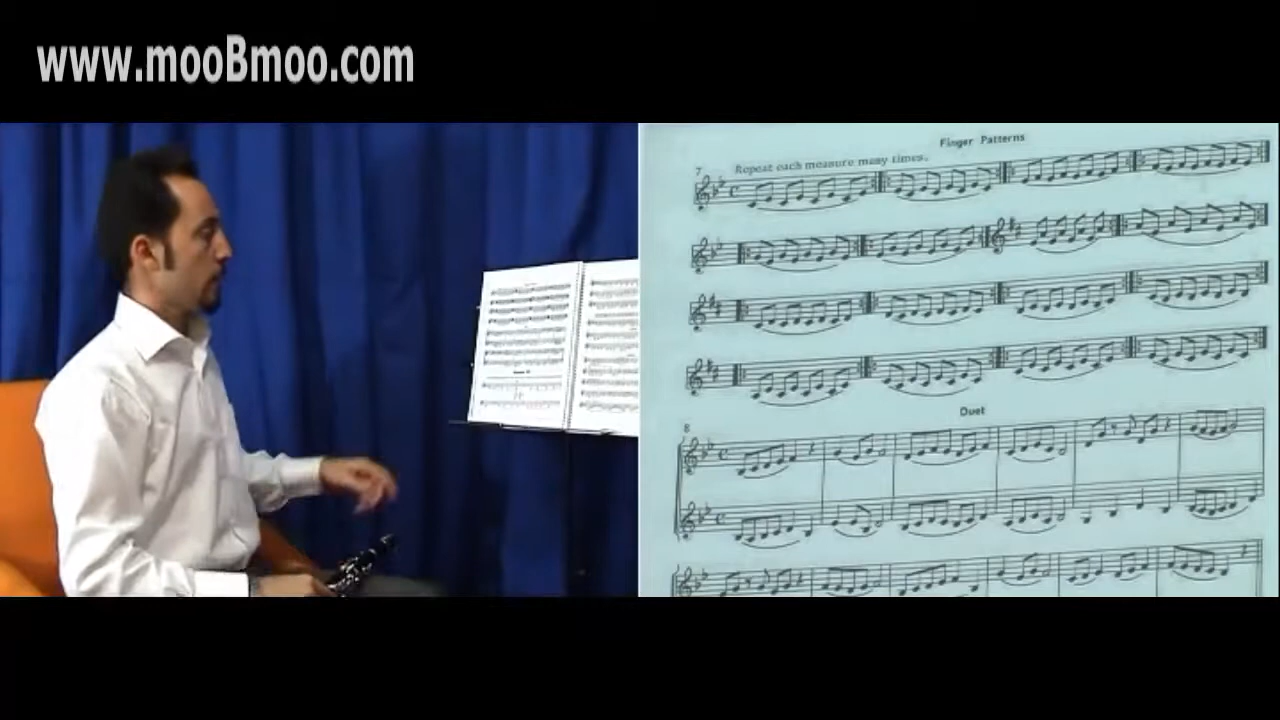 www.mooBmoo.com
Finger Patterns
7
Repeat each measure many times.
Duet
8